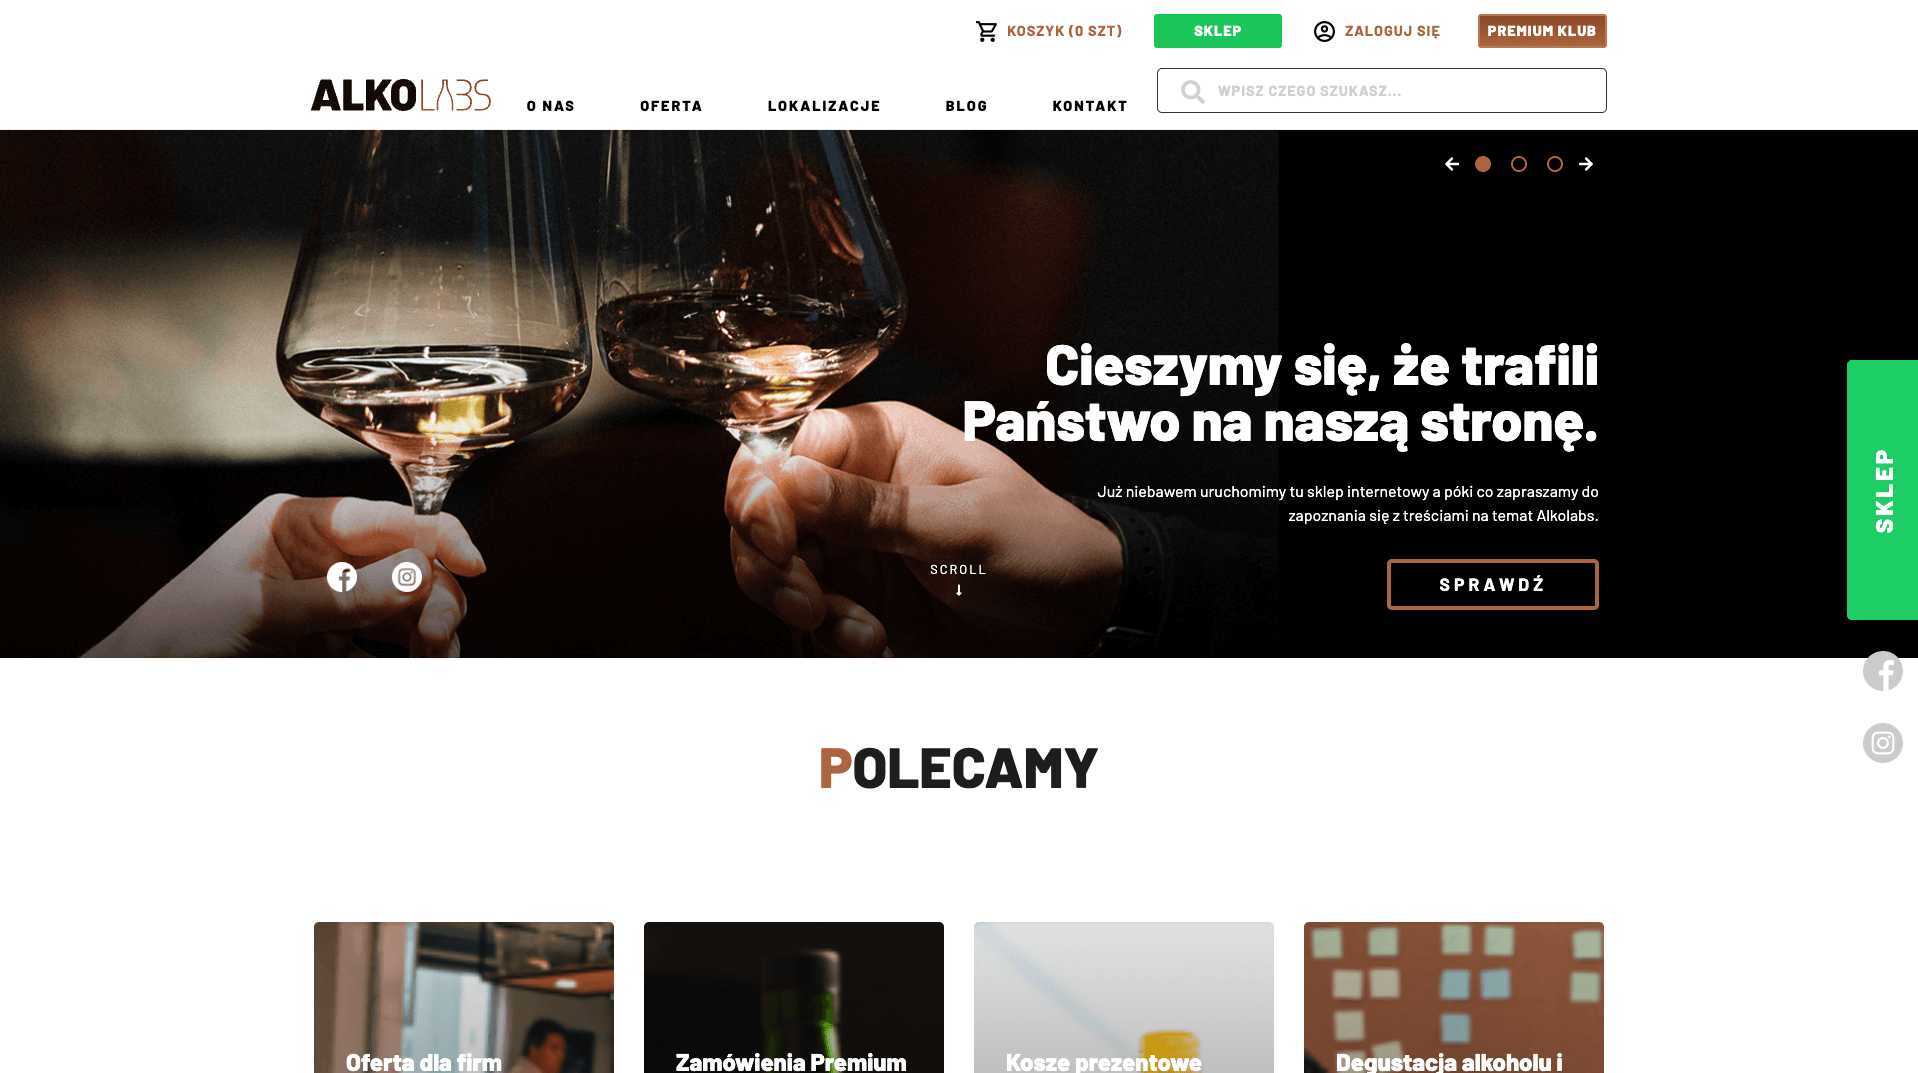 KOSZYK (0 SZT)
SKLEP
ZALOGUJ SIĘ
PREMIUM KLUB
ALKOLABS
O NAS
OFERTA
LOKALIZACJE
BLOG
KONTAKT
WPISZ CZEGO SZUKASZ...
Cieszymy się, że trafili
Państwo na naszą stronę.
Już niebawem uruchomimy tu sklep internetowy a póki co zapraszamy do
zapoznania się z treściami na temat Alkolabs.
SCROLL
SPRAWDŹ
SKLEP
POLECAMY
Oferta dla firm
Zamówienia Premium
Kosze prezentowe
Degustacja alkoholu i